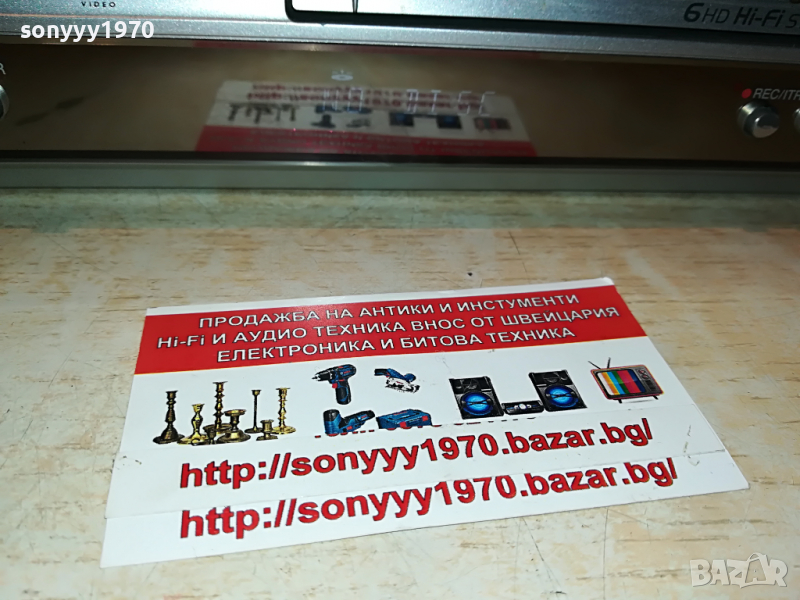 VIDEO
sonyyy1970
6HD Hi-Fi
REC/ITR
ПРОДАЖБА НА АНТИКИ И ИНСТУМЕНТИ
Hi-Fi И АУДИО ТЕХНИКА ВНОС ОТ ШВЕИЦАРИЯ
ЕЛЕКТРОНИКА И БИТОВА ТЕХНИКА
http://sonyyy1970.bazar.bg/
http://sonyyy1970.bazar.bg/
BAZAR